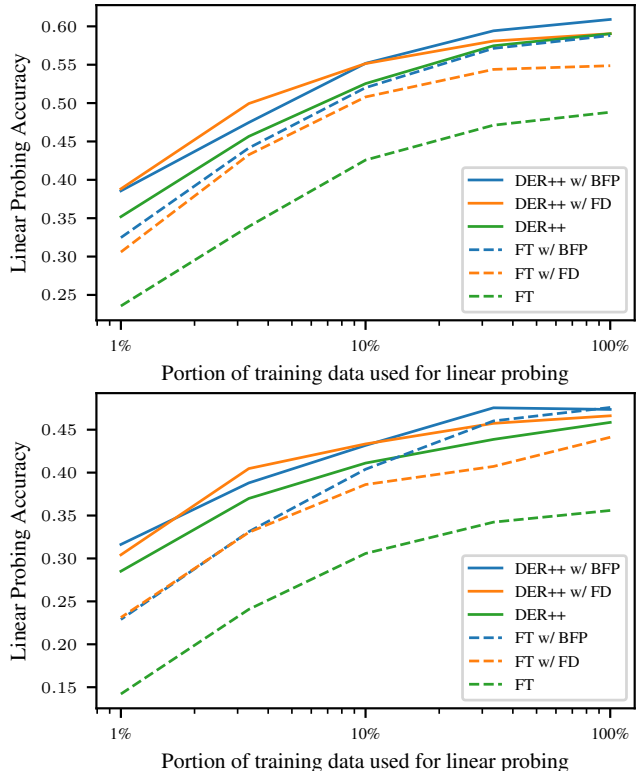 0.60
0.55
0.50
0.45
0.40
0.35
0.30
0.25
Linear Probing Accuracy
DER++ w/ BFP
DER++ w/ FD
DER++
FT w/ BFP
FT w/ FD
FT
1%
10%
100%
Portion of training data used for linear probing
0.45
0.40
0.35
0.30
0.25
0.20
0.15
Linear Probing Accuracy
DER++ w/ BFP
DER++ w/ FD
DER++
FT w/ BFP
FT w/ FD
FT
1%
10%
100%
Portion of training data used for linear probing